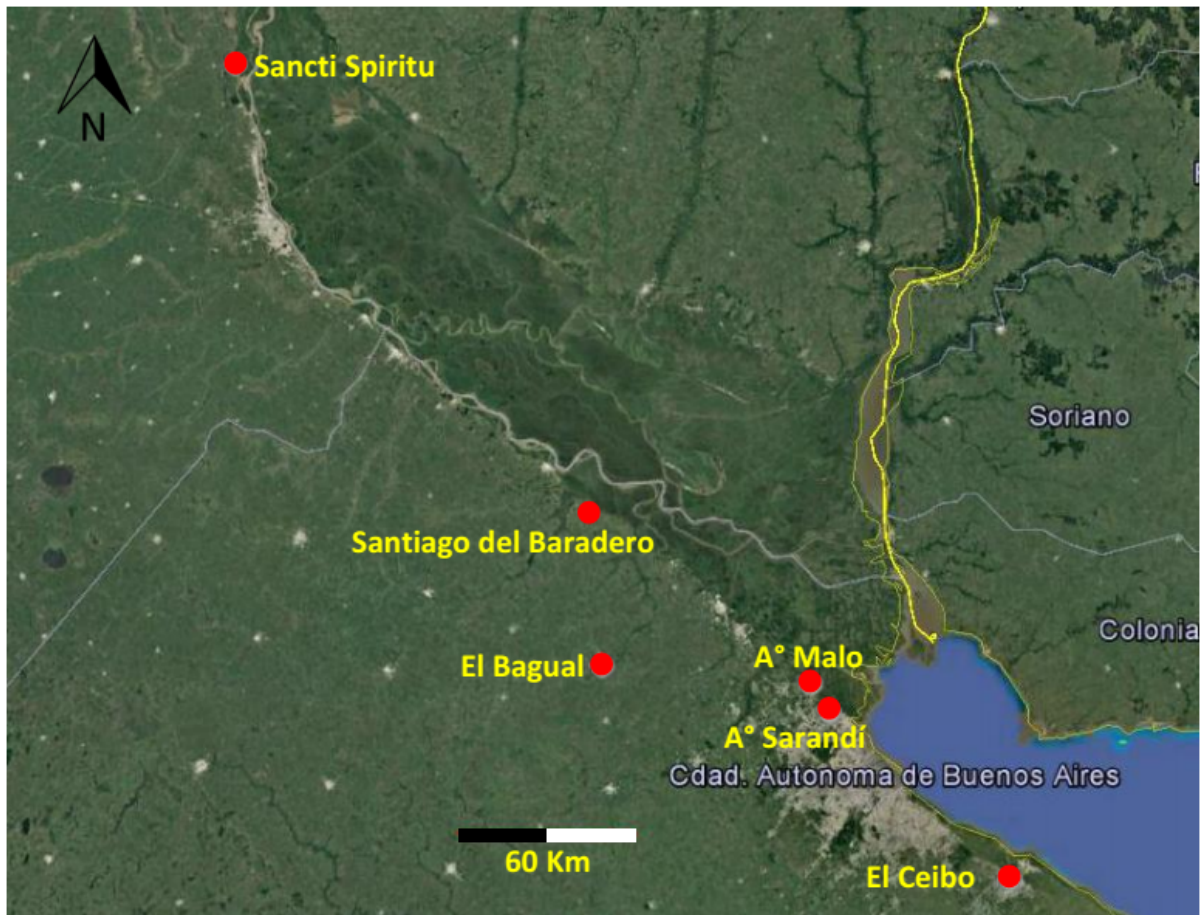 Sancti Spiritu
N
Soriano
Santiago del Baradero
Colonia
El Bagual
A° Malo
A° Sarandí
Cdad. Autonoma de Buenos Aires
60 Km
El Ceibo